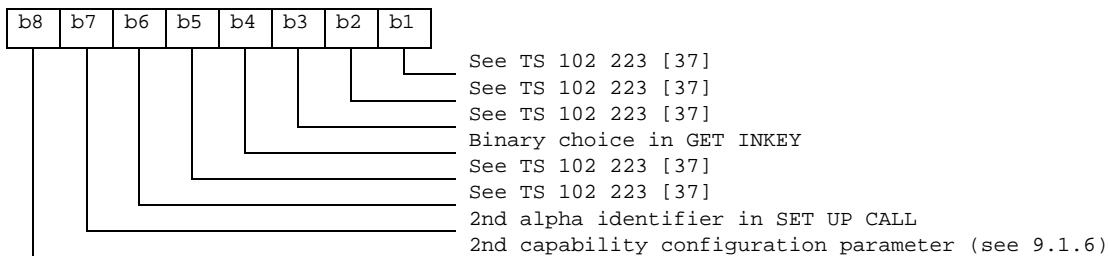 b8 b7 b6 b5 b4 b3 b2 b1
See TS 102 223 [37]
See TS 102 223 [37]
See TS 102 223 [37]
Binary choice in GET INKEY
See TS 102 223 [37]
See TS 102 223 [37]
2nd alpha identifier in SET UP CALL
2nd capability configuration parameter (see 9.1.6)